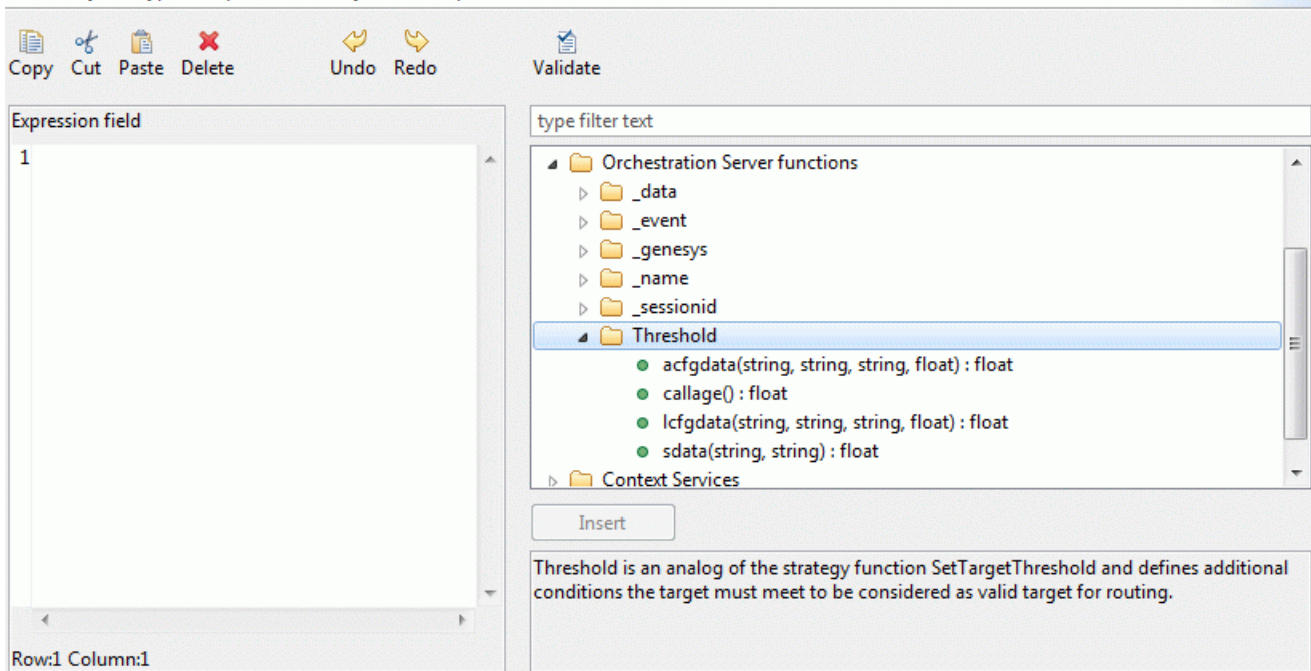 Copy Cut Paste Delete Undo Redo Validate
Expression field
1
Row:1 Column:1
type filter text
Orchestration Server functions
_data
_event
_genesys
_name
_sessionid
Threshold
acfgdata(string, string, string, float) : float
callage() : float
lcfgdata(string, string, string, float) : float
sdata(string, string) : float
Context Services
Insert
Threshold is an analog of the strategy function SetTargetThreshold and defines additional
conditions the target must meet to be considered as valid target for routing.